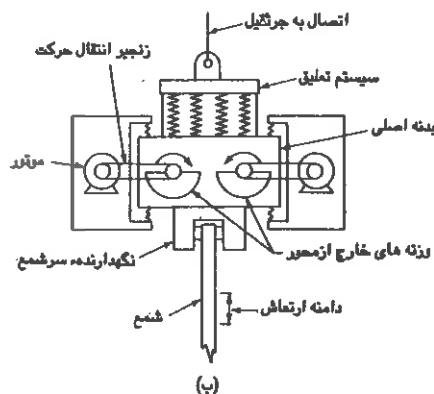 اتصال به جرثقیل
زنجیر انتقال حرکت
سیستم تعلیق
بدنه اصلی
موتور
وزنه های خارج ازمحور
نگهدارنده سرشمع
دامنه ارتعاش
شمع
(ب)